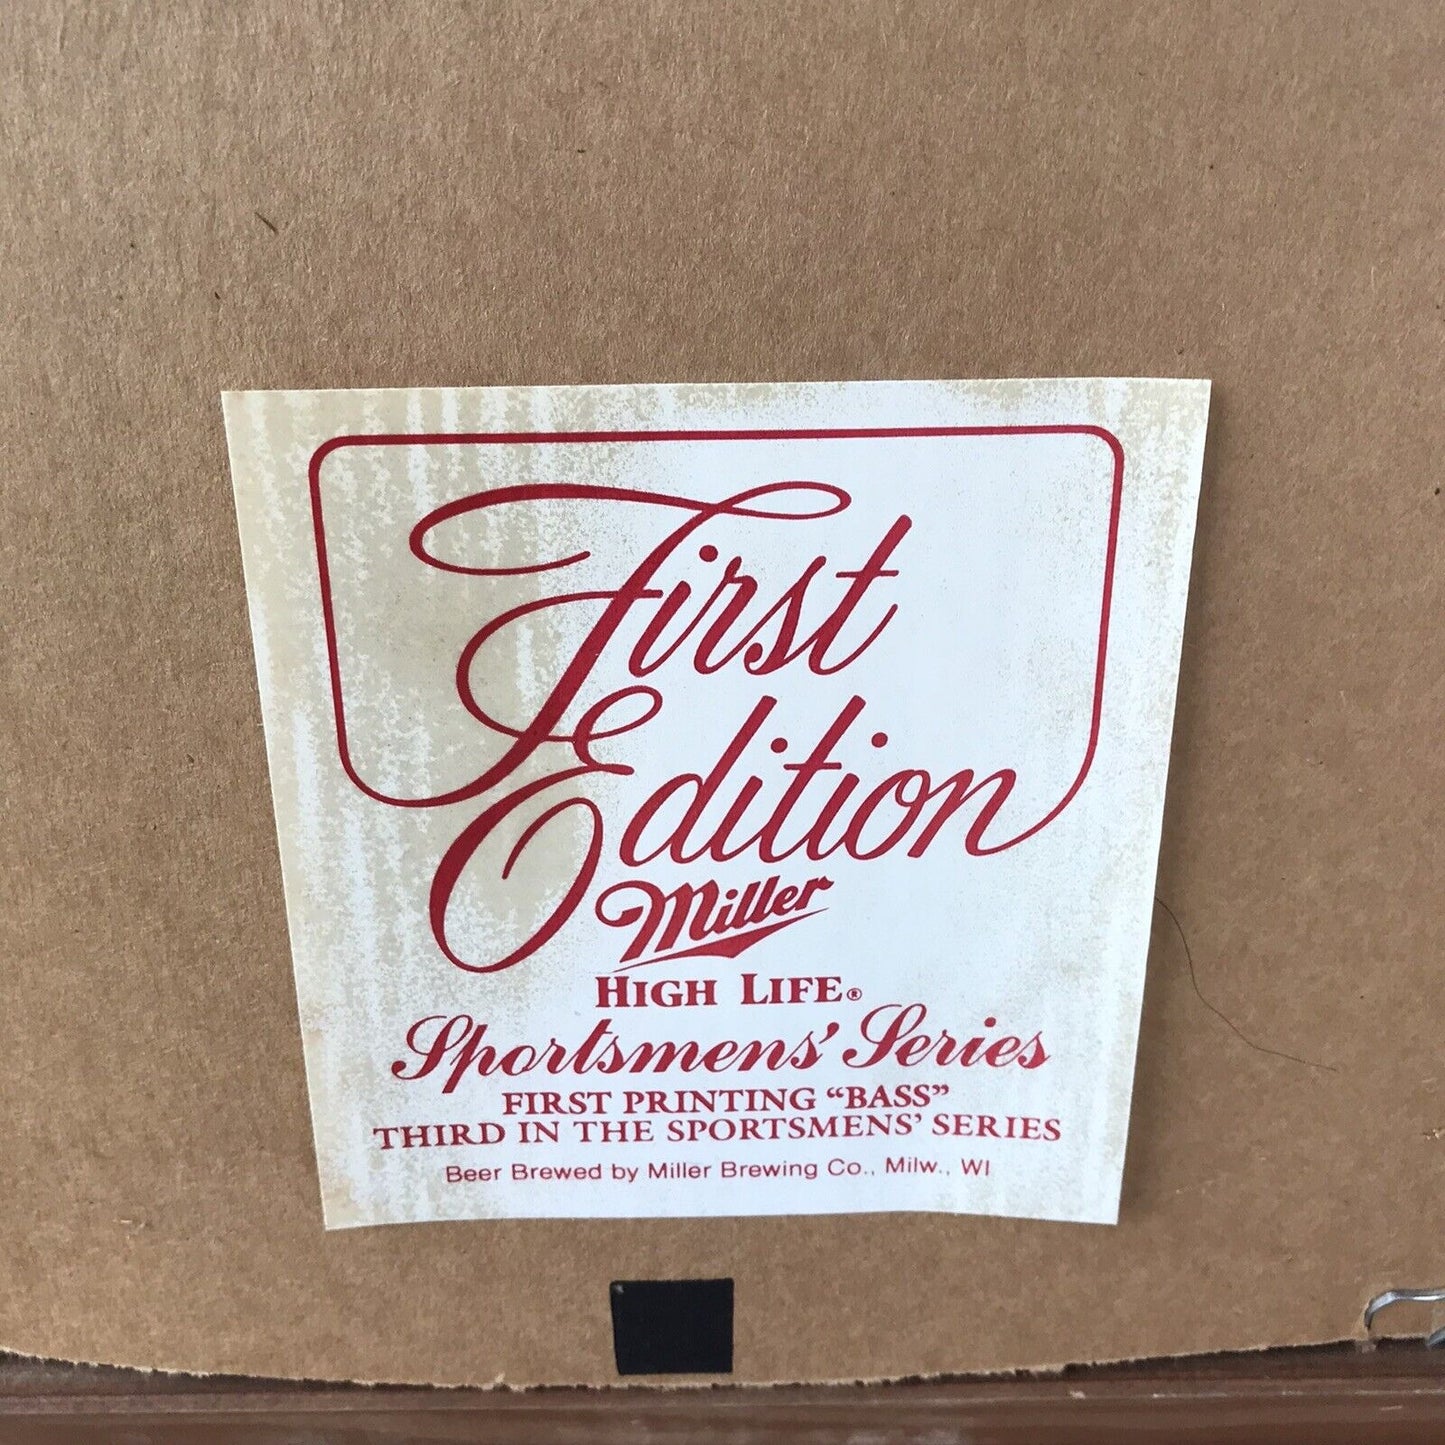 First
Edition
Miller
HIGH LIFE®
Sportsmens' Series
FIRST PRINTING “BASS”
THIRD IN THE SPORTSMENS’ SERIES
Beer Brewed by Miller Brewing Co., Milw., WI